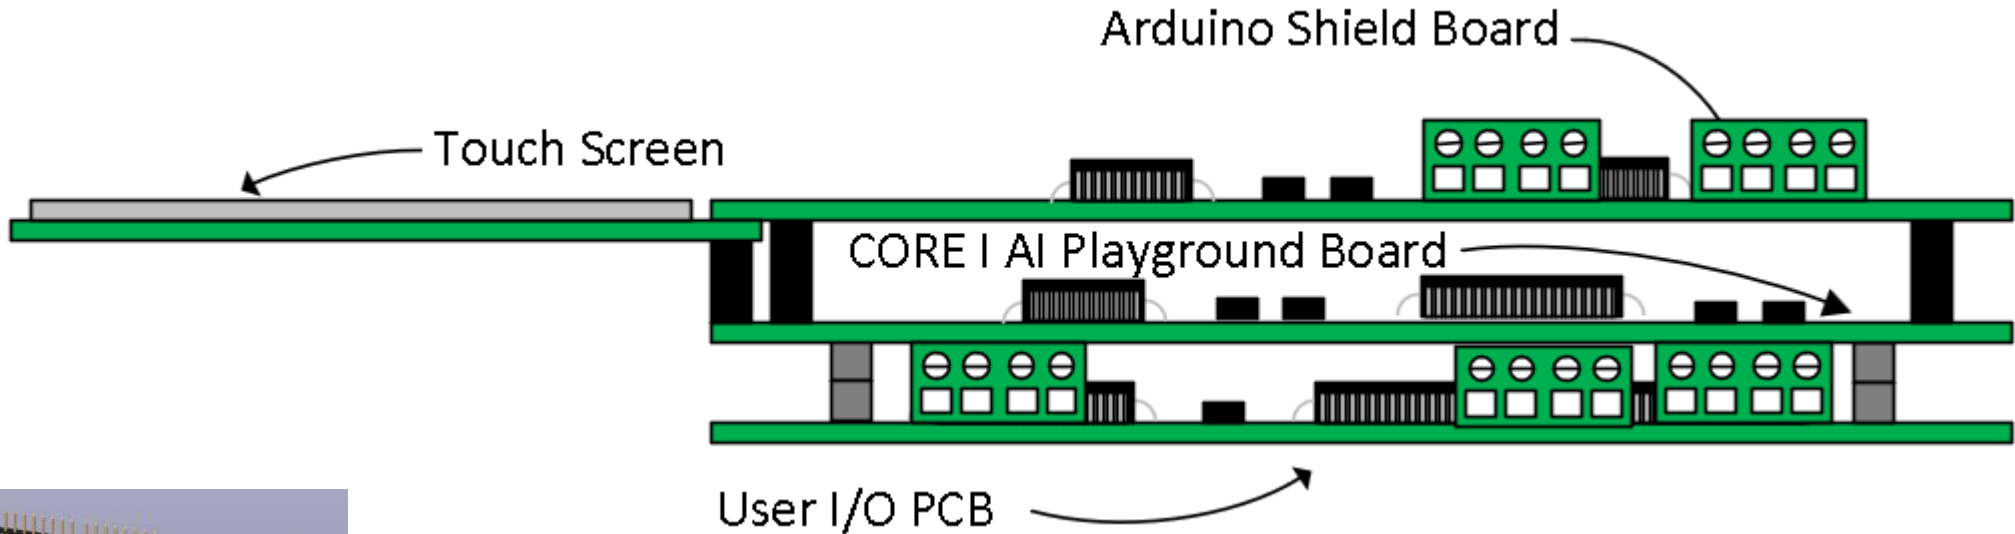 Arduino Shield Board
Touch Screen
CORE I AI Playground Board
User I/O PCB